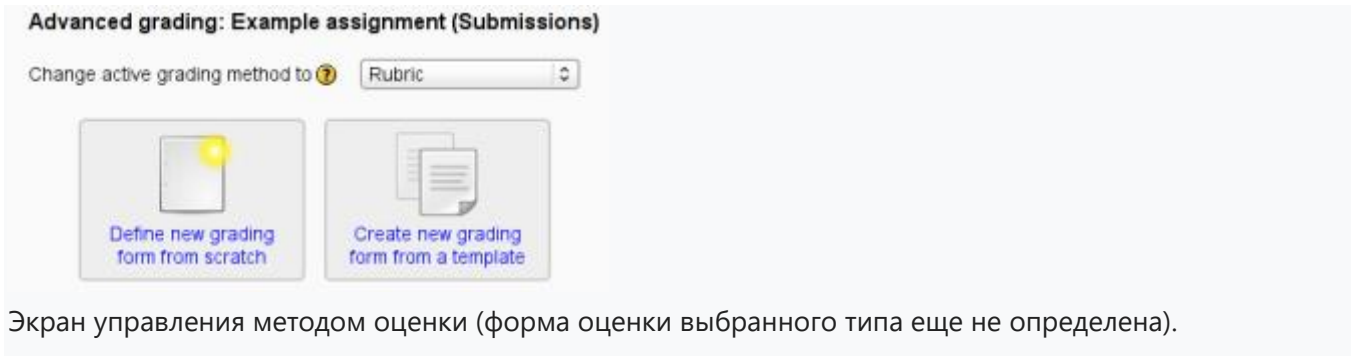 Advanced grading: Example assignment (Submissions)
Change active grading method to
Rubric
Define new grading
form from scratch
Create new grading
form from a template
Экран управления методом оценки (форма оценки выбранного типа еще не определена).